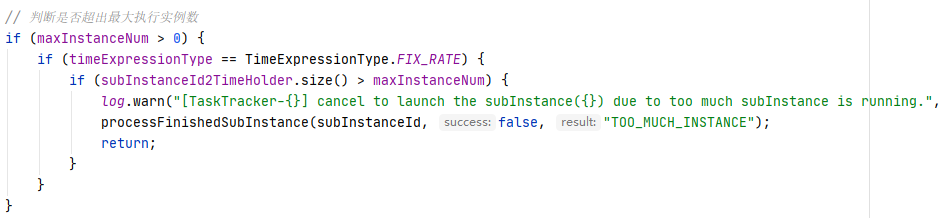 // 判断是否超出最大执行实例数
if (maxInstanceNum > 0) {
if (timeExpressionType == TimeExpressionType.FIX_RATE) {
if (subInstanceId2TimeHolder.size() > maxInstanceNum) {
log.warn("[TaskTracker-{}] cancel to launch the subInstance({}) due to too much subInstance is running.",
processFinishedSubInstance(subInstanceId, success: false, result: "TOO_MUCH_INSTANCE");
return;
}
}
}